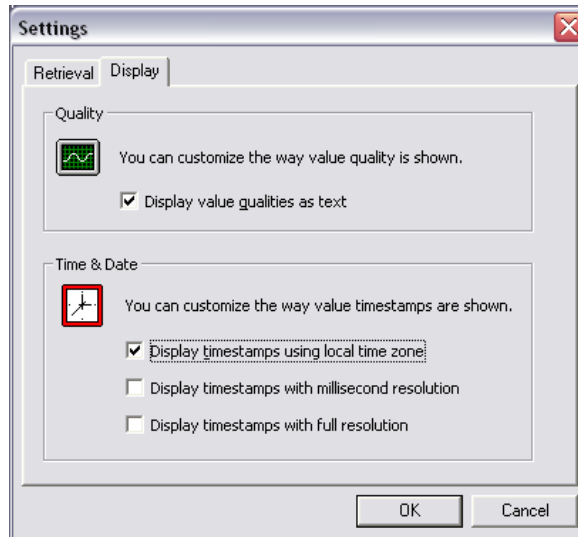 Settings
Retrieval Display
Quality
You can customize the way value quality is shown.
Display value qualities as text
Time & Date
You can customize the way value timestamps are shown.
Display timestamps using local time zone
Display timestamps with millisecond resolution
Display timestamps with full resolution
OK Cancel